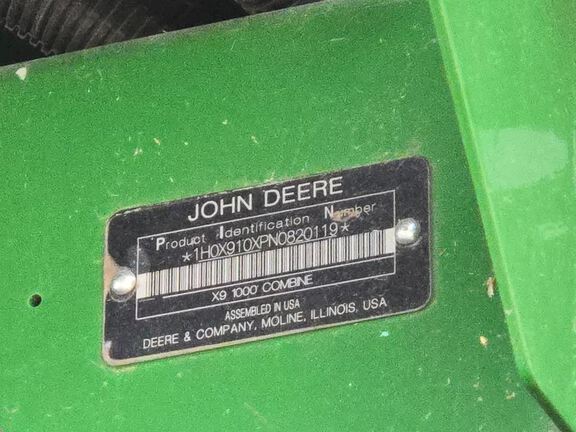 JOHN DEERE
Product Identification Number
*1H0X910XPN0820119*
X9 1000 COMBINE
ASSEMBLED IN USA
DEERE & COMPANY, MOLINE, ILLINOIS, USA